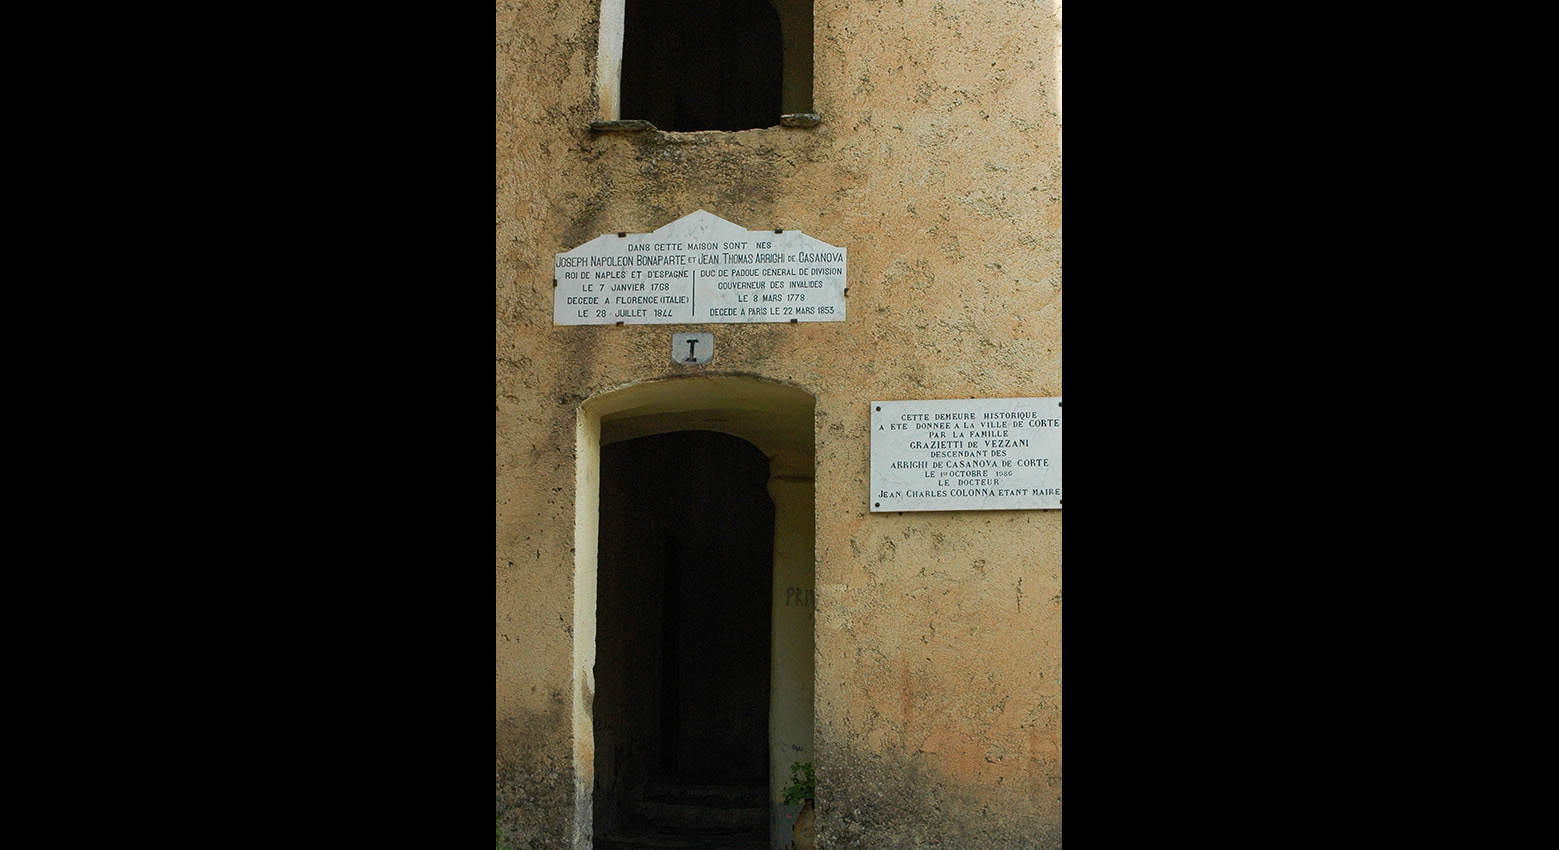 DANS CETTE MAISON SONT NES
JOSEPH NAPOLEON BONAPARTE ET JEAN THOMAS ARRIGHI DE CASANOVA
ROI DE NAPLES ET D'ESPAGNE
LE 7 JANVIER 1768
DECEDE A FLORENCE (ITALIE)
LE 28 JUILLET 1844
DUC DE PADOUE GENERAL DE DIVISION
GOUVERNEUR DES INVALIDES
LE 8 MARS 1778
DECEDE A PARIS LE 22 MARS 1853
I
CETTE DEMEURE HISTORIQUE
A ETE DONNEE A LA VILLE DE CORTE
PAR LA FAMILLE
GRAZIETTI DE VEZZANI
DESCENDANT DES
ARRIGHI DE CASANOVA DE CORTE
LE 1er OCTOBRE 1986
LE DOCTEUR
JEAN CHARLES COLONNA ETANT MAIRE
PRIV